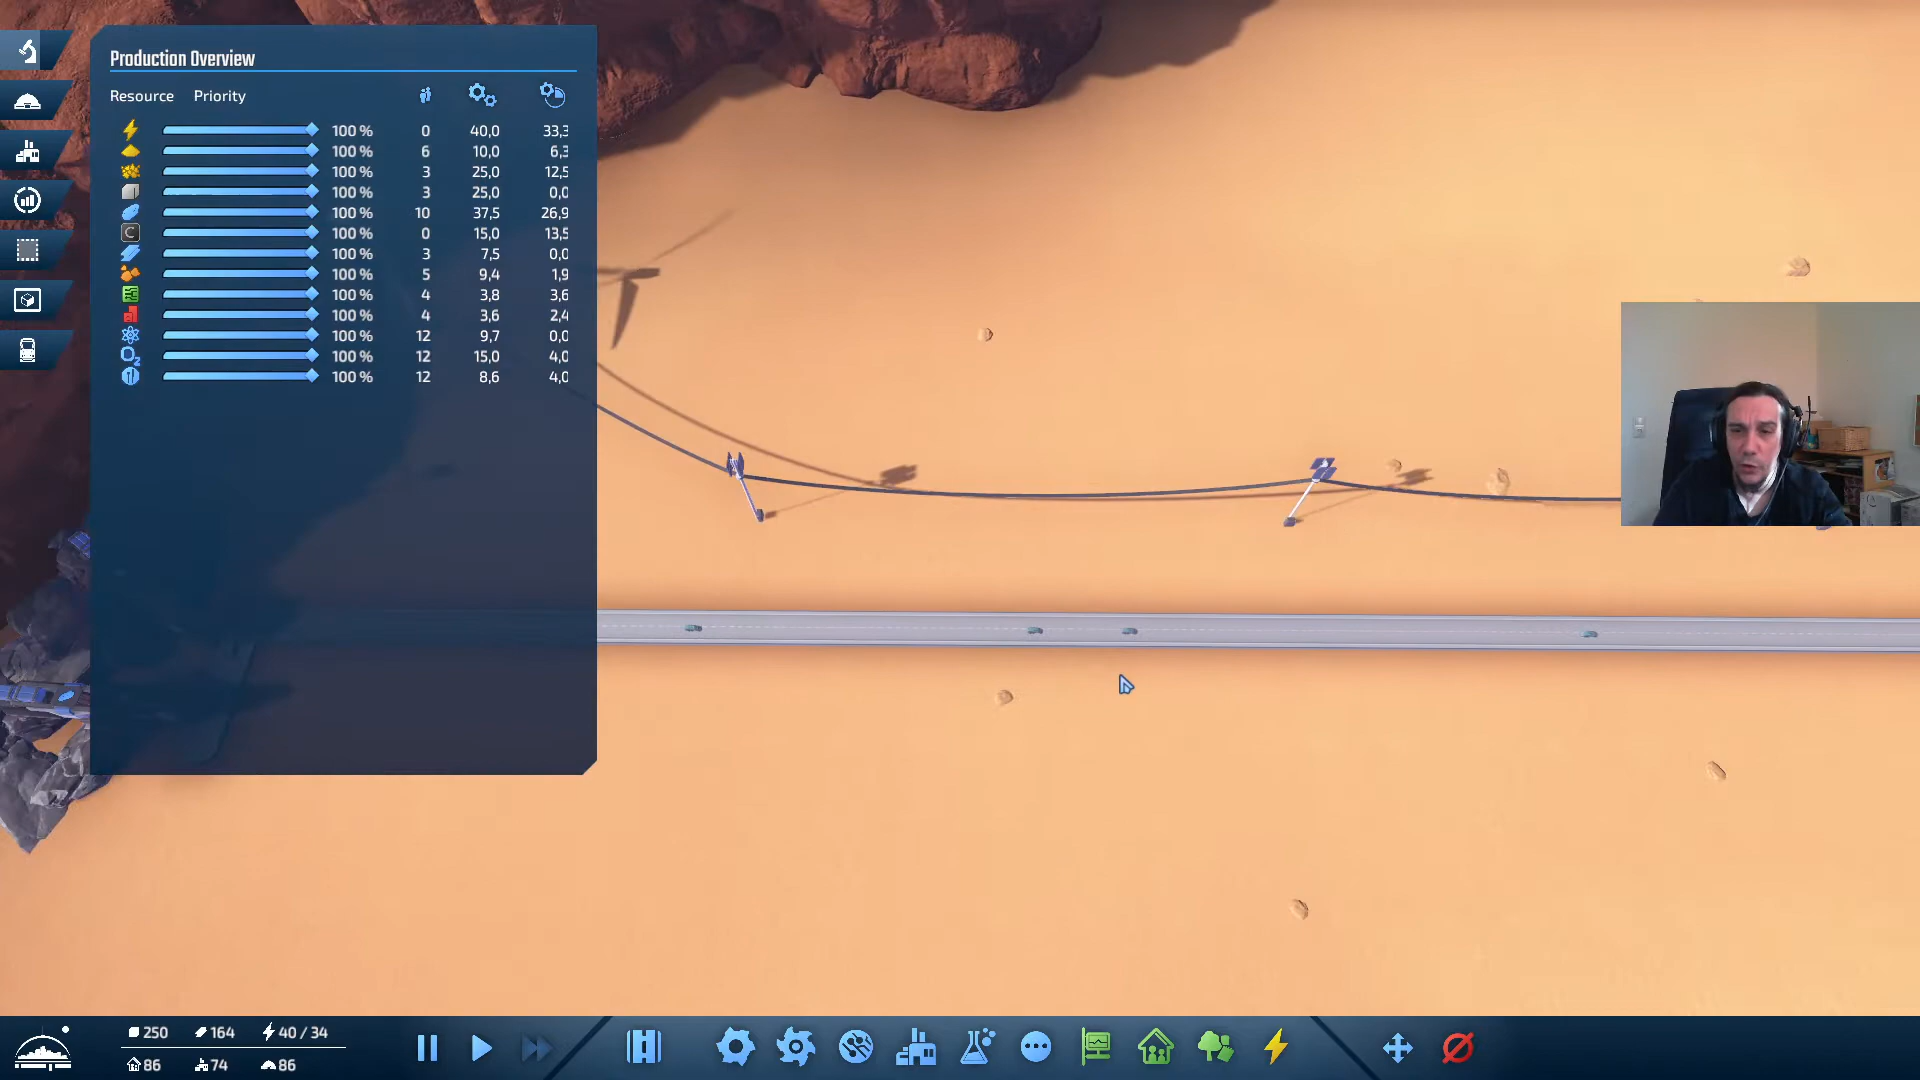 Production Overview
Resource Priority
100 % 0 40,0 33,3
100 % 6 10,0 6,3
100 % 3 25,0 12,5
100 % 3 25,0 0,0
100 % 10 37,5 26,9
C 100 % 0 15,0 13,5
100 % 3 7,5 0,0
100 % 5 9,4 1,9
100 % 4 3,8 3,6
100 % 4 3,6 2,4
100 % 12 9,7 0,0
O2 100 % 12 15,0 4,0
100 % 12 8,6 4,0
250 164 40 / 34
86 74 86